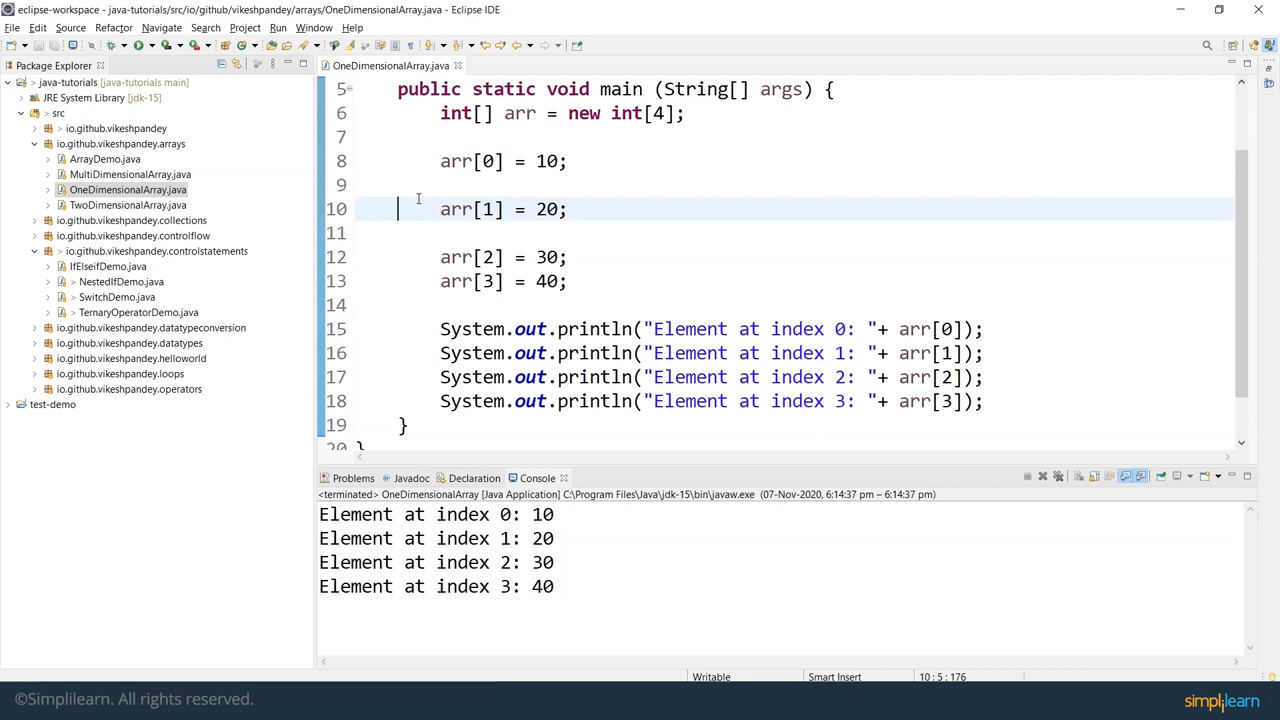 eclipse-workspace - java-tutorials/src/io/github/vikeshpandey/arrays/OneDimensionalArray.java - Eclipse IDE
File Edit Source Refactor Navigate Search Project Run Window Help
Package Explorer
java-tutorials [java-tutorials main]
JRE System Library [jdk-15]
> src
> io.github.vikeshpandey
io.github.vikeshpandey.arrays
ArrayDemo.java
MultiDimensionalArray.java
OneDimensionalArray.java
TwoDimensionalArray.java
io.github.vikeshpandey.collections
io.github.vikeshpandey.controlflow
> io.github.vikeshpandey.controlstatements
IfElseifDemo.java
> NestedIfDemo.java
> SwitchDemo.java
> TernaryOperatorDemo.java
io.github.vikeshpandey.datatypeconversion
io.github.vikeshpandey.datatypes
io.github.vikeshpandey.helloworld
io.github.vikeshpandey.loops
io.github.vikeshpandey.operators
test-demo
OneDimensionalArray.java
5 public static void main (String[] args) {
6 int[] arr = new int[4];
7
8 arr[0] = 10;
9
10 arr[1] = 20;
11
12 arr[2] = 30;
13 arr[3] = 40;
14
15 System.out.println("Element at index 0: "+ arr[0]);
16 System.out.println("Element at index 1: "+ arr[1]);
17 System.out.println("Element at index 2: "+ arr[2]);
18 System.out.println("Element at index 3: "+ arr[3]);
19 }
20 }
Problems Javadoc Declaration Console
<terminated> OneDimensionalArray [Java Application] C:\Program Files\Java\jdk-15\bin\javaw.exe (07-Nov-2020, 6:14:37 pm – 6:14:37 pm)
Element at index 0: 10
Element at index 1: 20
Element at index 2: 30
Element at index 3: 40
Writable Smart Insert 10 : 5 : 176
©Simplilearn. All rights reserved.
simplilearn